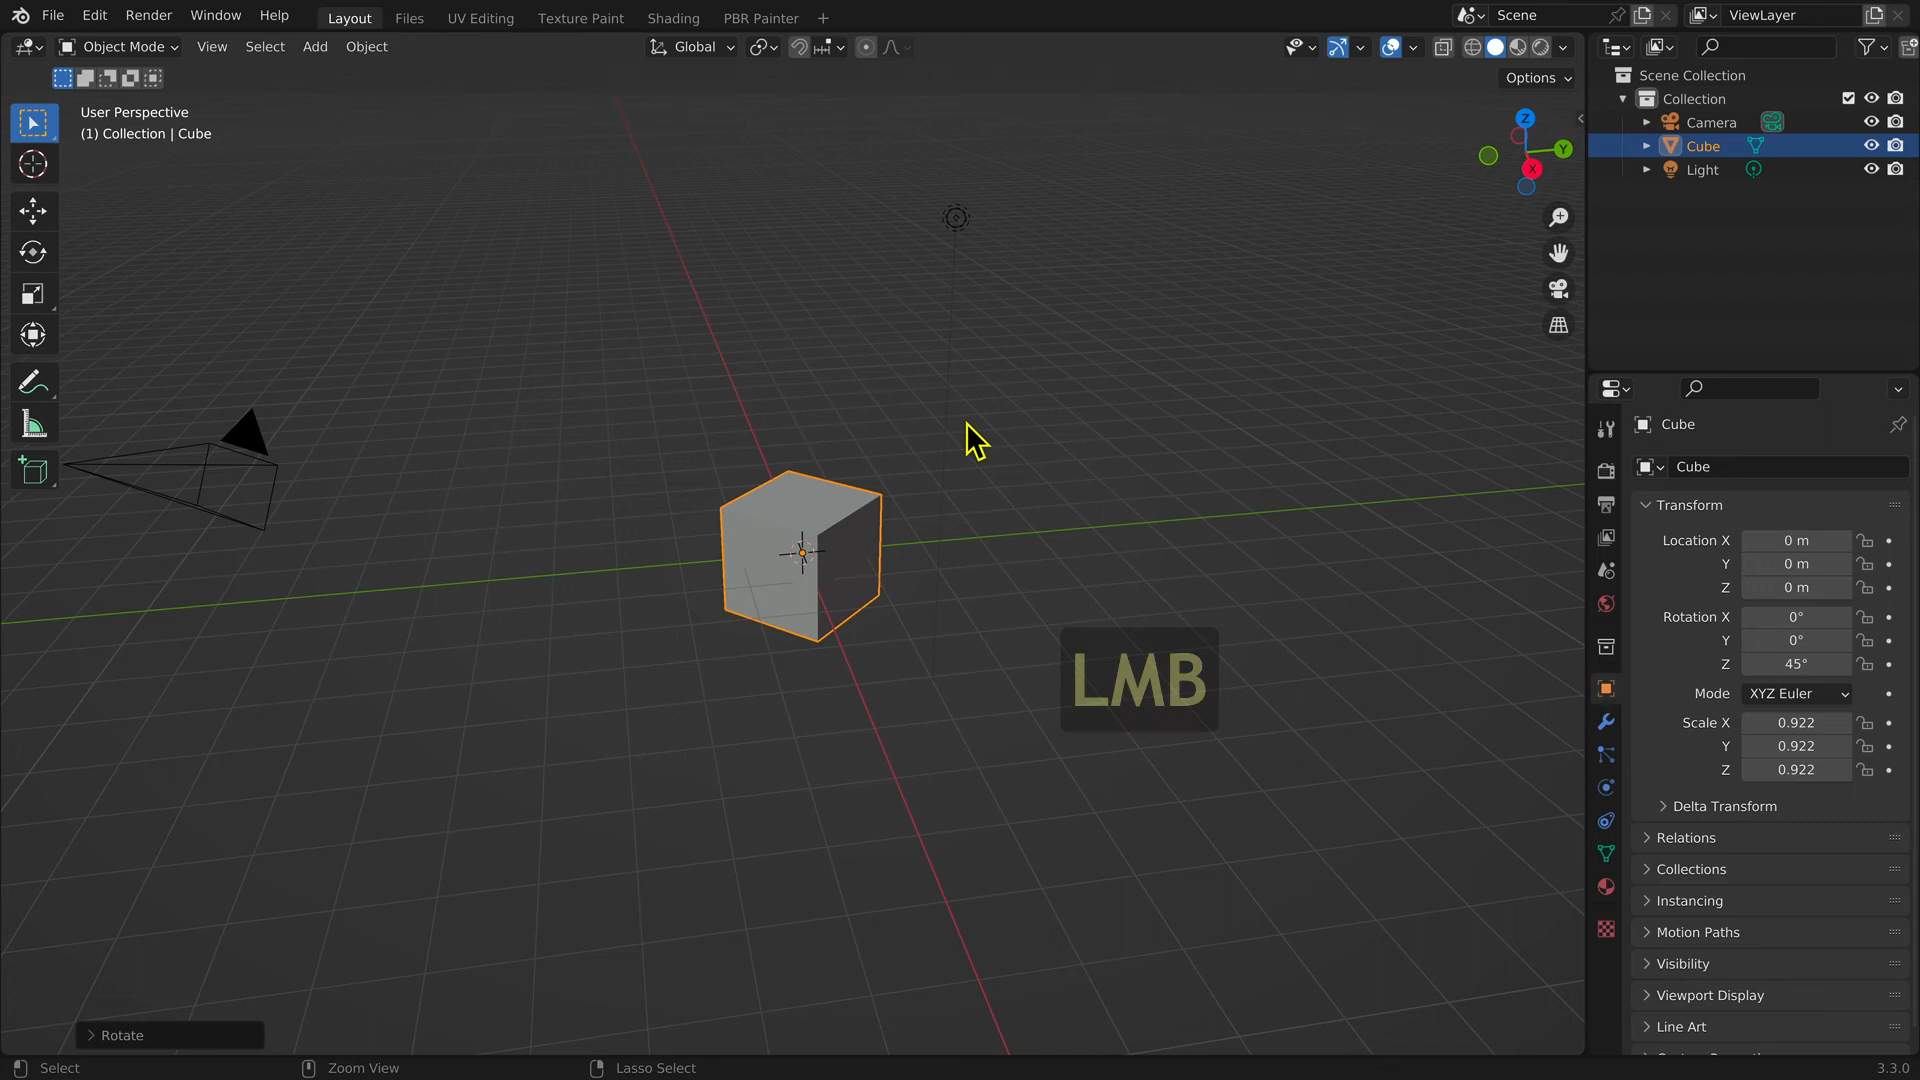 File Edit Render Window Help Layout Files UV Editing Texture Paint Shading PBR Painter + Scene ViewLayer
Object Mode View Select Add Object Global
Options
User Perspective
(1) Collection | Cube
Z
Y
X
Scene Collection
Collection
Camera
Cube
Light
Cube
Cube
Transform
Location X 0 m
Y 0 m
Z 0 m
Rotation X 0°
Y 0°
Z 45°
Mode XYZ Euler
Scale X 0.922
Y 0.922
Z 0.922
Delta Transform
Relations
Collections
Instancing
Motion Paths
Visibility
Viewport Display
Line Art
LMB
Rotate
Select Zoom View Lasso Select 3.3.0